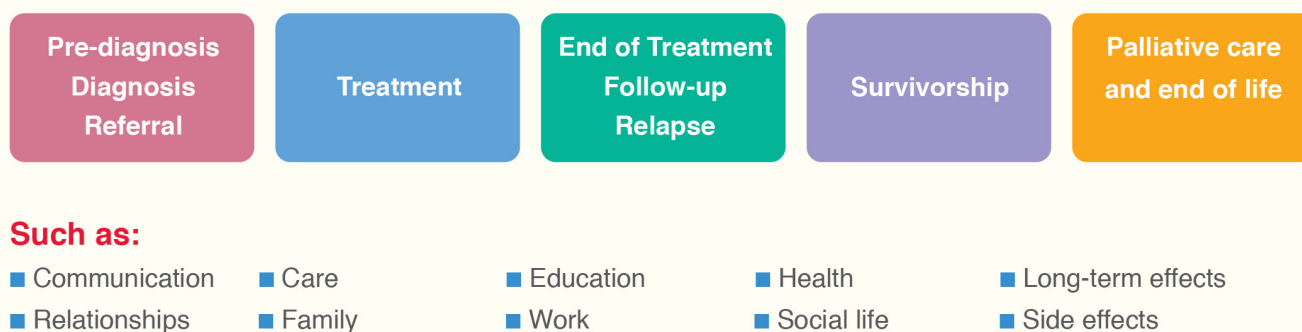 Pre-diagnosis
Diagnosis
Referral
Treatment
End of Treatment
Follow-up
Relapse
Survivorship
Palliative care
and end of life
Such as:
Communication
Care
Education
Health
Long-term effects
Relationships
Family
Work
Social life
Side effects